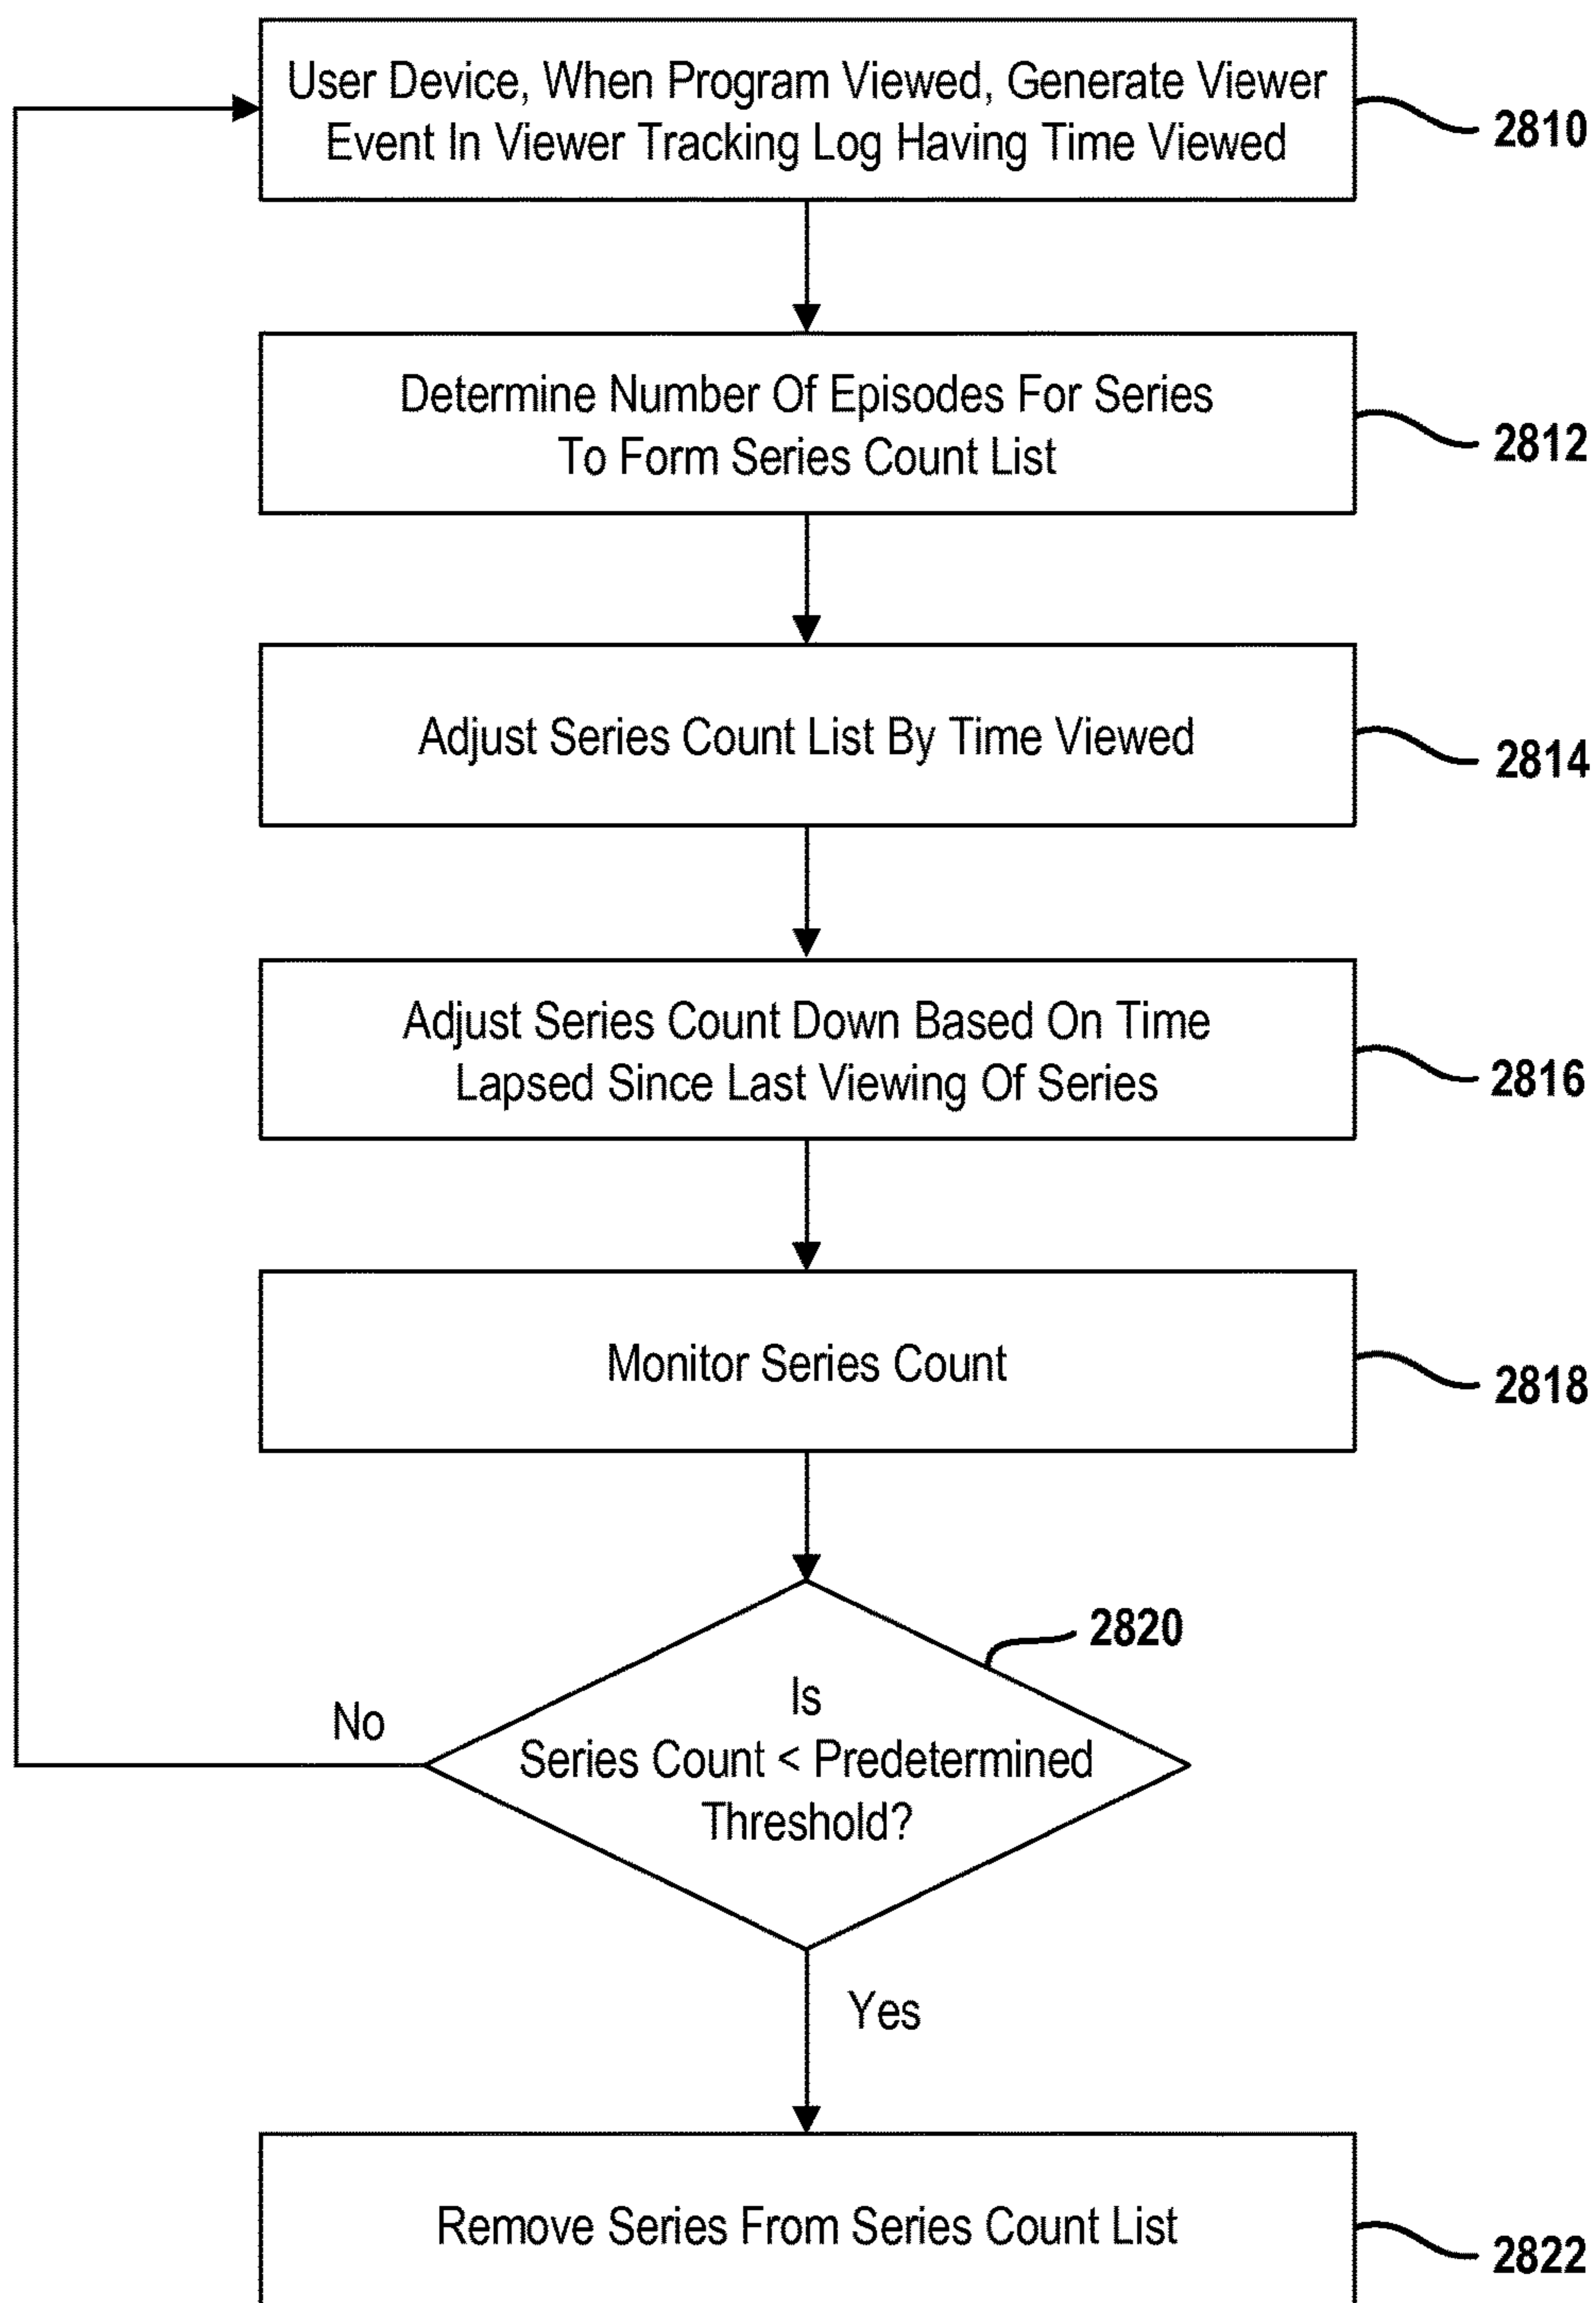 User Device, When Program Viewed, Generate Viewer
Event In Viewer Tracking Log Having Time Viewed
2810
Determine Number Of Episodes For Series
To Form Series Count List
2812
Adjust Series Count List By Time Viewed
2814
Adjust Series Count Down Based On Time
Lapsed Since Last Viewing Of Series
2816
Monitor Series Count
2818
2820
Is
Series Count < Predetermined
Threshold?
No
Yes
Remove Series From Series Count List
2822